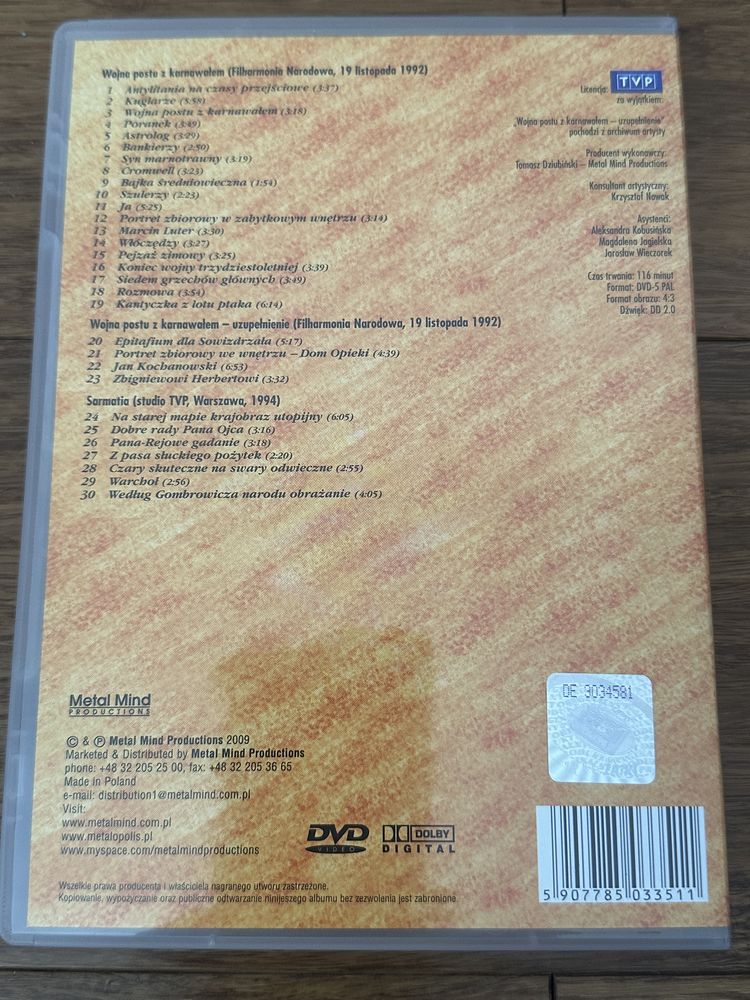 Wojna postu z karnawałem (Filharmonia Narodowa, 19 listopada 1992)
1 Antylitania na czasy przejściowe (3:37)
2 Kuglarze (5:58)
3 Wojna postu z karnawałem (3:18)
4 Poranek (3:49)
5 Astrolog (3:29)
6 Bankierzy (2:50)
7 Syn marnotrawny (3:19)
8 Cromwell (3:23)
9 Bajka średniowieczna (1:54)
10 Szulerzy (2:23)
11 Ja (5:25)
12 Portret zbiorowy w zabytkowym wnętrzu (3:14)
13 Marcin Luter (3:30)
14 Włóczędzy (3:27)
15 Pejzaż zimowy (3:25)
16 Koniec wojny trzydziestoletniej (3:39)
17 Siedem grzechów głównych (3:49)
18 Rozmowa (3:54)
19 Kantyczka z lotu ptaka (6:14)
Wojna postu z karnawałem – uzupełnienie (Filharmonia Narodowa, 19 listopada 1992)
20 Epitafium dla Sowizdrzała (5:17)
21 Portret zbiorowy we wnętrzu – Dom Opieki (4:39)
22 Jan Kochanowski (6:53)
23 Zbigniewowi Herbertowi (3:32)
Sarmatia (studio TVP, Warszawa, 1994)
24 Na starej mapie krajobraz utopijny (6:05)
25 Dobre rady Pana Ojca (3:16)
26 Pana-Rejowe gadanie (3:18)
27 Z pasa słuckiego pożytek (2:20)
28 Czary skuteczne na swary odwieczne (2:55)
29 Warchoł (2:56)
30 Według Gombrowicza narodu obrażanie (4:05)
Licencja: TVP
za wyjątkiem:
„Wojna postu z karnawałem – uzupełnienie”
pochodzi z archiwum artysty
Producent wykonawczy:
Tomasz Dziubiński – Metal Mind Productions
Konsultant artystyczny:
Krzysztof Nowak
Asystenci:
Aleksandra Kobusińska
Magdalena Jagielska
Jarosław Wieczorek
Czas trwania: 116 minut
Format: DVD-5 PAL
Format obrazu: 4:3
Dźwięk: DD 2.0
Metal Mind
PRODUCTIONS
© & ℗ Metal Mind Productions 2009
Marketed & Distributed by Metal Mind Productions
phone: +48 32 205 25 00, fax: +48 32 205 36 65
Made in Poland
e-mail: distribution1@metalmind.com.pl
Visit:
www.metalmind.com.pl
www.metalopolis.pl
www.myspace.com/metalmindproductions
DVD
VIDEO
DOLBY
DIGITAL
DE 9034581
5 907785 033511
Wszelkie prawa producenta i właściciela nagranego utworu zastrzeżone.
Kopiowanie, wypożyczanie oraz publiczne odtwarzanie niniejszego albumu bez zezwolenia jest zabronione.